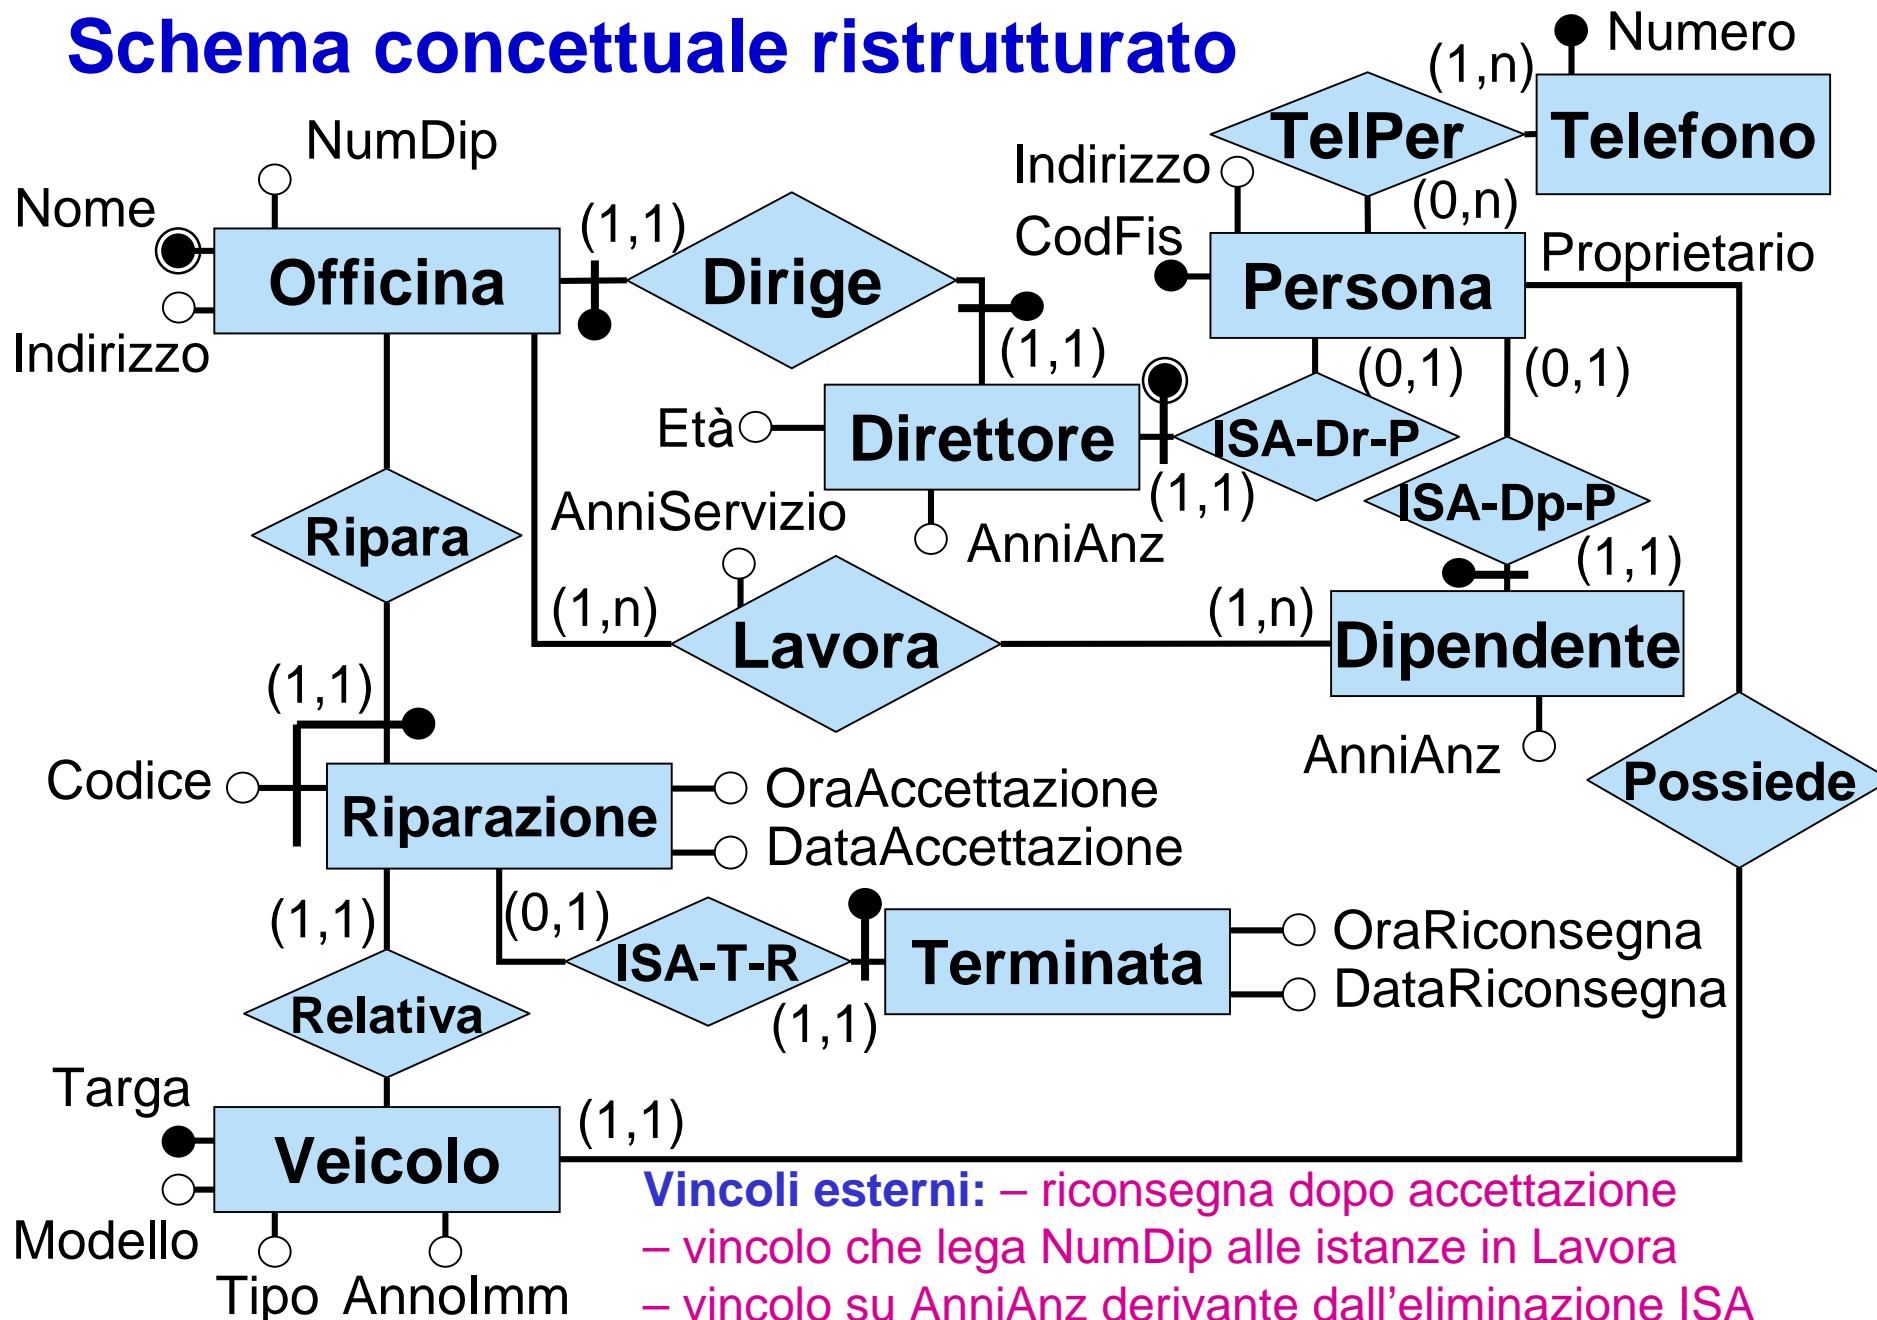 Schema concettuale ristrutturato
Numero
(1,n)
TelPer
Telefono
NumDip
Indirizzo
(0,n)
Nome
(1,1)
CodFis
Proprietario
Officina
Dirige
Persona
Indirizzo
(1,1)
(0,1)
(0,1)
Età
Direttore
ISA-Dr-P
(1,1)
AnniServizio
AnniAnz
ISA-Dp-P
Ripara
(1,1)
(1,n)
(1,n)
Lavora
Dipendente
(1,1)
AnniAnz
Codice
OraAccettazione
Possiede
Riparazione
DataAccettazione
(1,1)
(0,1)
OraRiconsegna
ISA-T-R
Terminata
DataRiconsegna
Relativa
(1,1)
Targa
(1,1)
Veicolo
Modello
Tipo
AnnoImm
Vincoli esterni: – riconsegna dopo accettazione
– vincolo che lega NumDip alle istanze in Lavora
– vincolo su AnniAnz derivante dall’eliminazione ISA